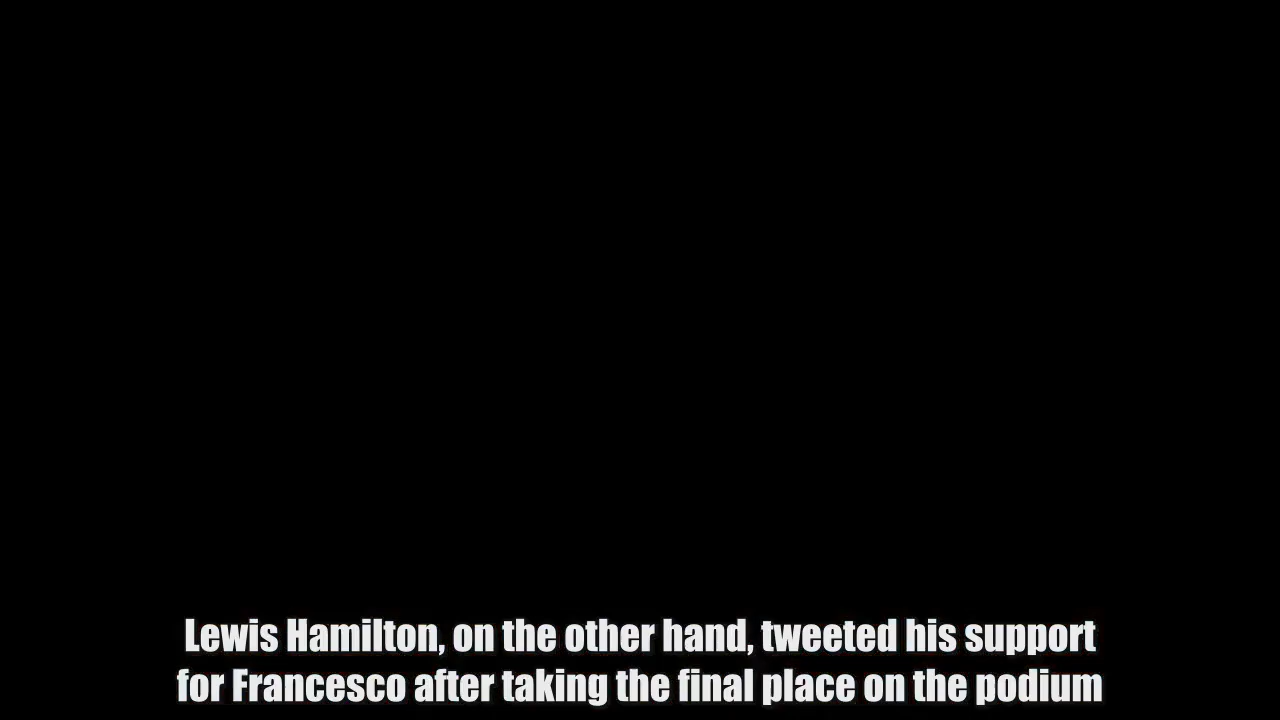 Lewis Hamilton, on the other hand, tweeted his support
for Francesco after taking the final place on the podium